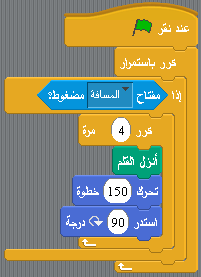 عند نقر
كرر باستمرار
إذا مفتاح المسافة مضغوط؟
كرر 4 مرة
أنزل القلم
تحرك 150 خطوة
استدر 90 درجة